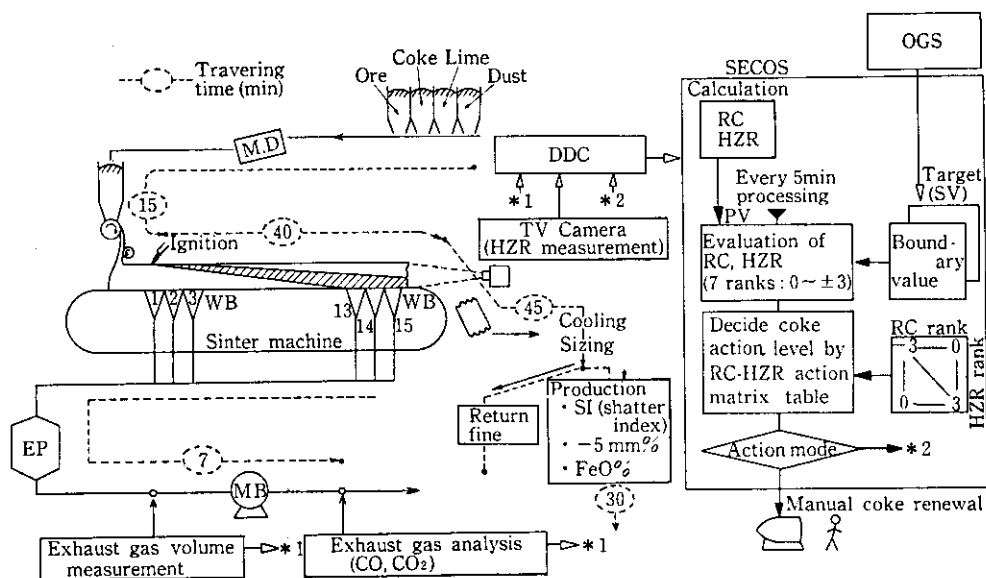 Travering
time (min)
Coke Lime
Ore
Dust
M.D
15
40
Ignition
1
2
3
WB
13
14
15
WB
Sinter machine
45
Cooling
Sizing
Return
fine
Production
· SI (shatter
index)
· −5 mm%
· FeO%
30
EP
7
MB
Exhaust gas volume
measurement
*1
Exhaust gas analysis
(CO, CO₂)
*1
DDC
*1
*2
TV Camera
(HZR measurement)
OGS
SECOS
Calculation
RC
HZR
Every 5min
processing
PV
Target
(SV)
Evaluation of
RC, HZR
(7 ranks : 0～±3)
Bound-
ary
value
Decide coke
action level by
RC-HZR action
matrix table
RC rank
-3 — 0
0
3
HZR rank
Action mode
*2
Manual coke renewal